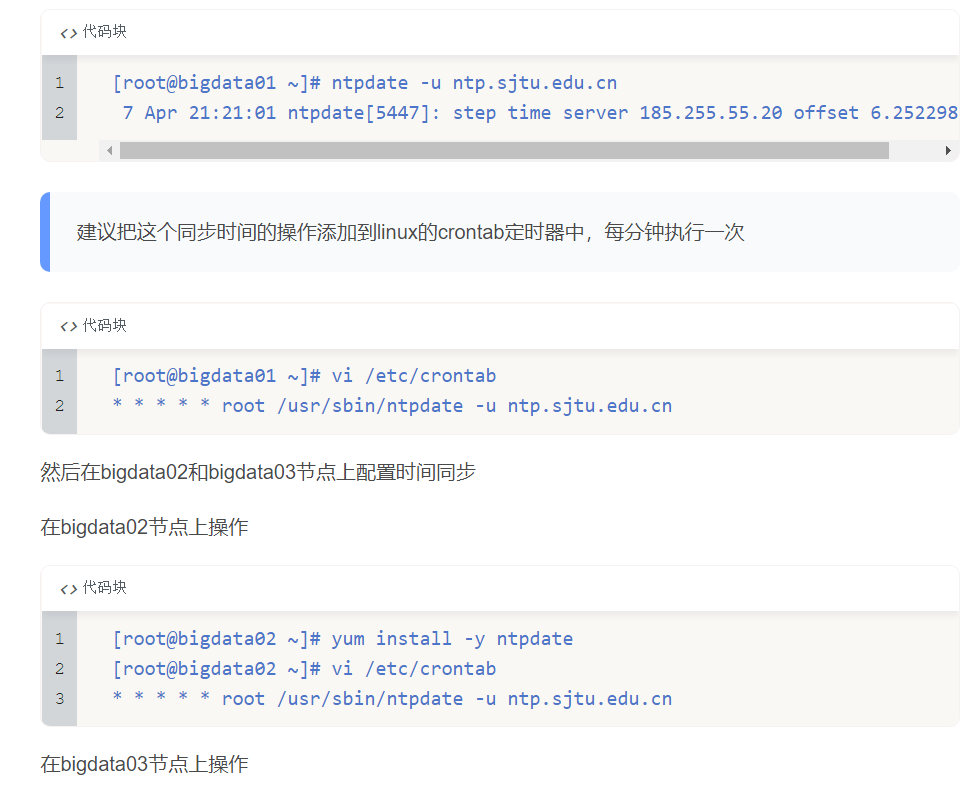 <> 代码块
1 [root@bigdata01 ~]# ntpdate -u ntp.sjtu.edu.cn
2 7 Apr 21:21:01 ntpdate[5447]: step time server 185.255.55.20 offset 6.252298
建议把这个同步时间的操作添加到linux的crontab定时器中，每分钟执行一次
<> 代码块
1 [root@bigdata01 ~]# vi /etc/crontab
2 * * * * * root /usr/sbin/ntpdate -u ntp.sjtu.edu.cn
然后在bigdata02和bigdata03节点上配置时间同步
在bigdata02节点上操作
<> 代码块
1 [root@bigdata02 ~]# yum install -y ntpdate
2 [root@bigdata02 ~]# vi /etc/crontab
3 * * * * * root /usr/sbin/ntpdate -u ntp.sjtu.edu.cn
在bigdata03节点上操作